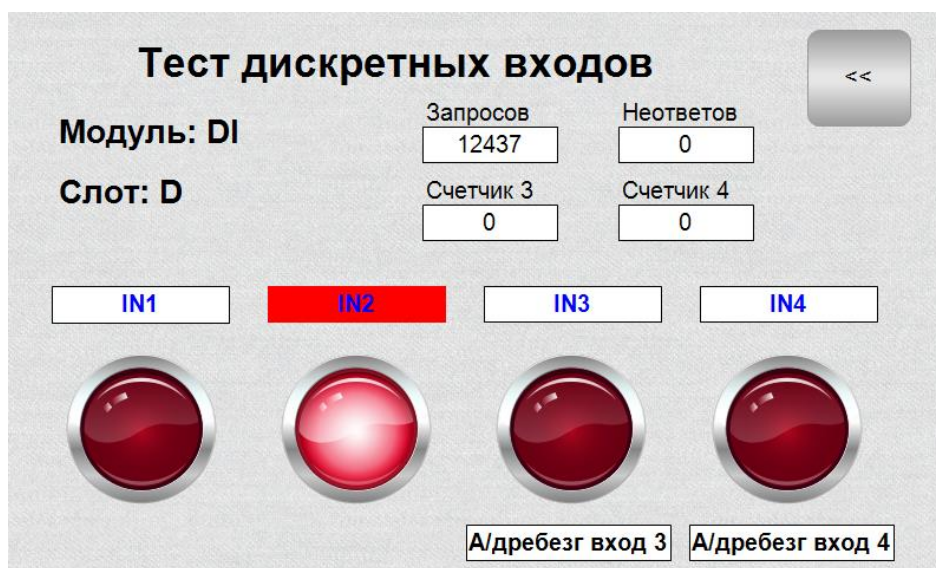 Тест дискретных входов
<<
Модуль: DI
Запросов
Неответов
12437
0
Слот: D
Счетчик 3
Счетчик 4
0
0
IN1
IN2
IN3
IN4
А/дребезг вход 3
А/дребезг вход 4